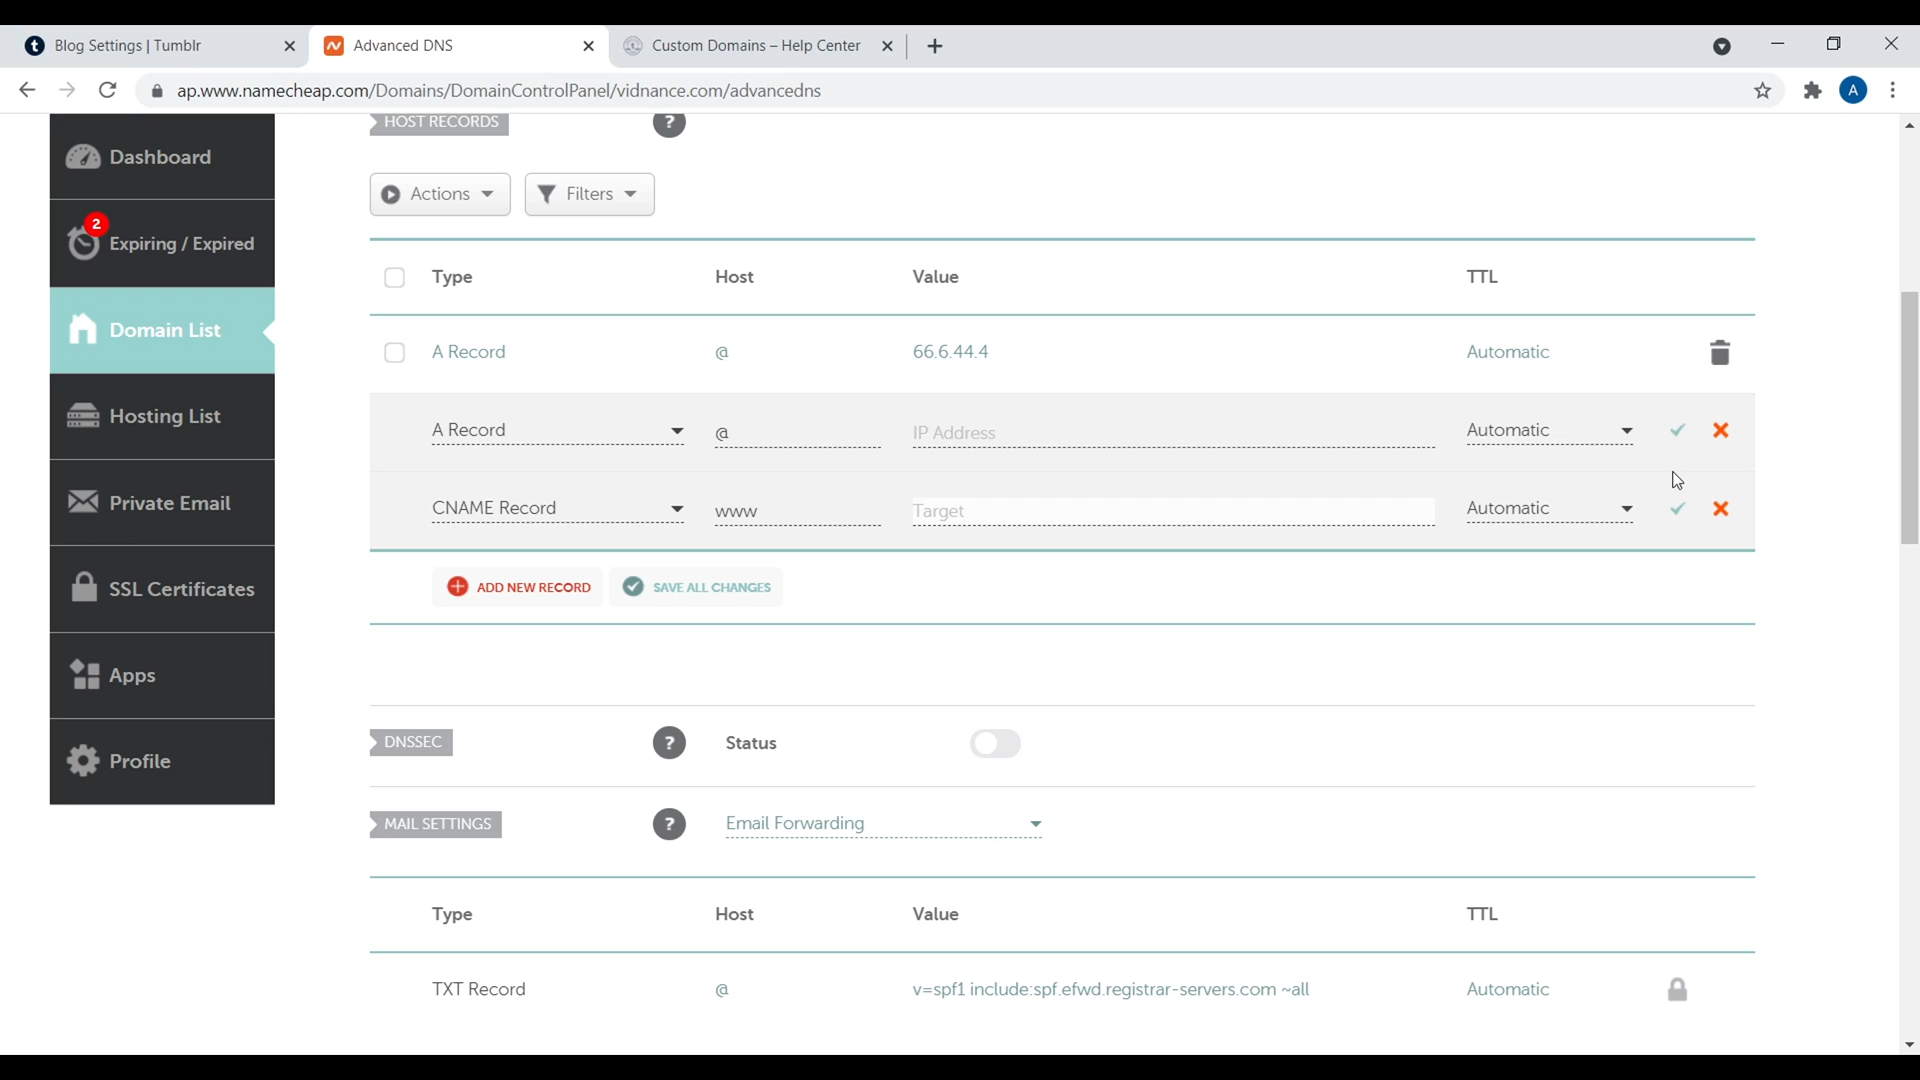 Blog Settings | Tumblr
Advanced DNS
Custom Domains – Help Center
ap.www.namecheap.com/Domains/DomainControlPanel/vidnance.com/advancedns
A
Dashboard
2
Expiring / Expired
Domain List
Hosting List
Private Email
SSL Certificates
Apps
Profile
HOST RECORDS
?
Actions
Filters
Type Host Value TTL
A Record @ 66.6.44.4 Automatic
A Record @ IP Address Automatic
CNAME Record www Target Automatic
ADD NEW RECORD SAVE ALL CHANGES
DNSSEC ? Status
MAIL SETTINGS ? Email Forwarding
Type Host Value TTL
TXT Record @ v=spf1 include:spf.efwd.registrar-servers.com ~all Automatic